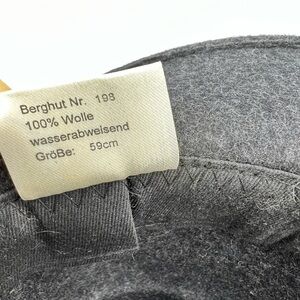 Berghut Nr. 198
100% Wolle
wasserabweisend
Größe: 59cm